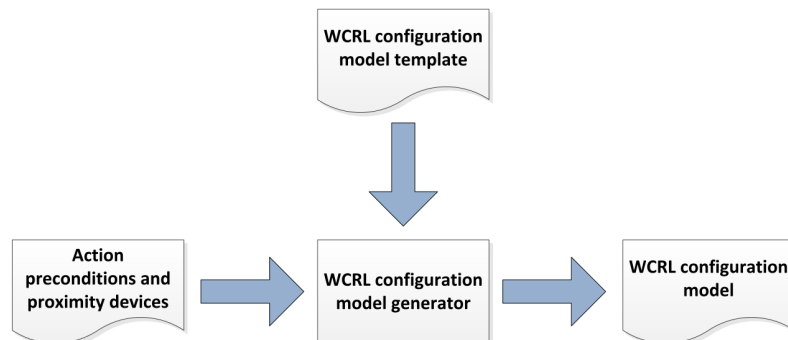 WCRL configuration
model template
Action
preconditions and
proximity devices
WCRL configuration
model generator
WCRL configuration
model